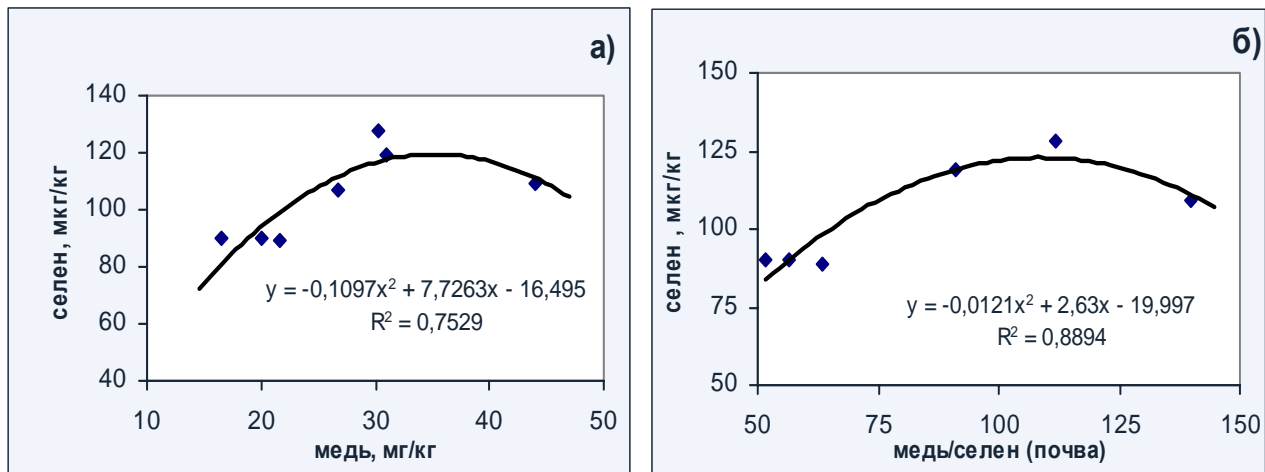 а)
140
120
100
80
60
40
селен, мкг/кг
y = -0,1097x² + 7,7263x - 16,495
R² = 0,7529
10 20 30 40 50
медь, мг/кг
б)
150
125
100
75
50
селен , мкг/кг
y = -0,0121x² + 2,63x - 19,997
R² = 0,8894
50 75 100 125 150
медь/селен (почва)